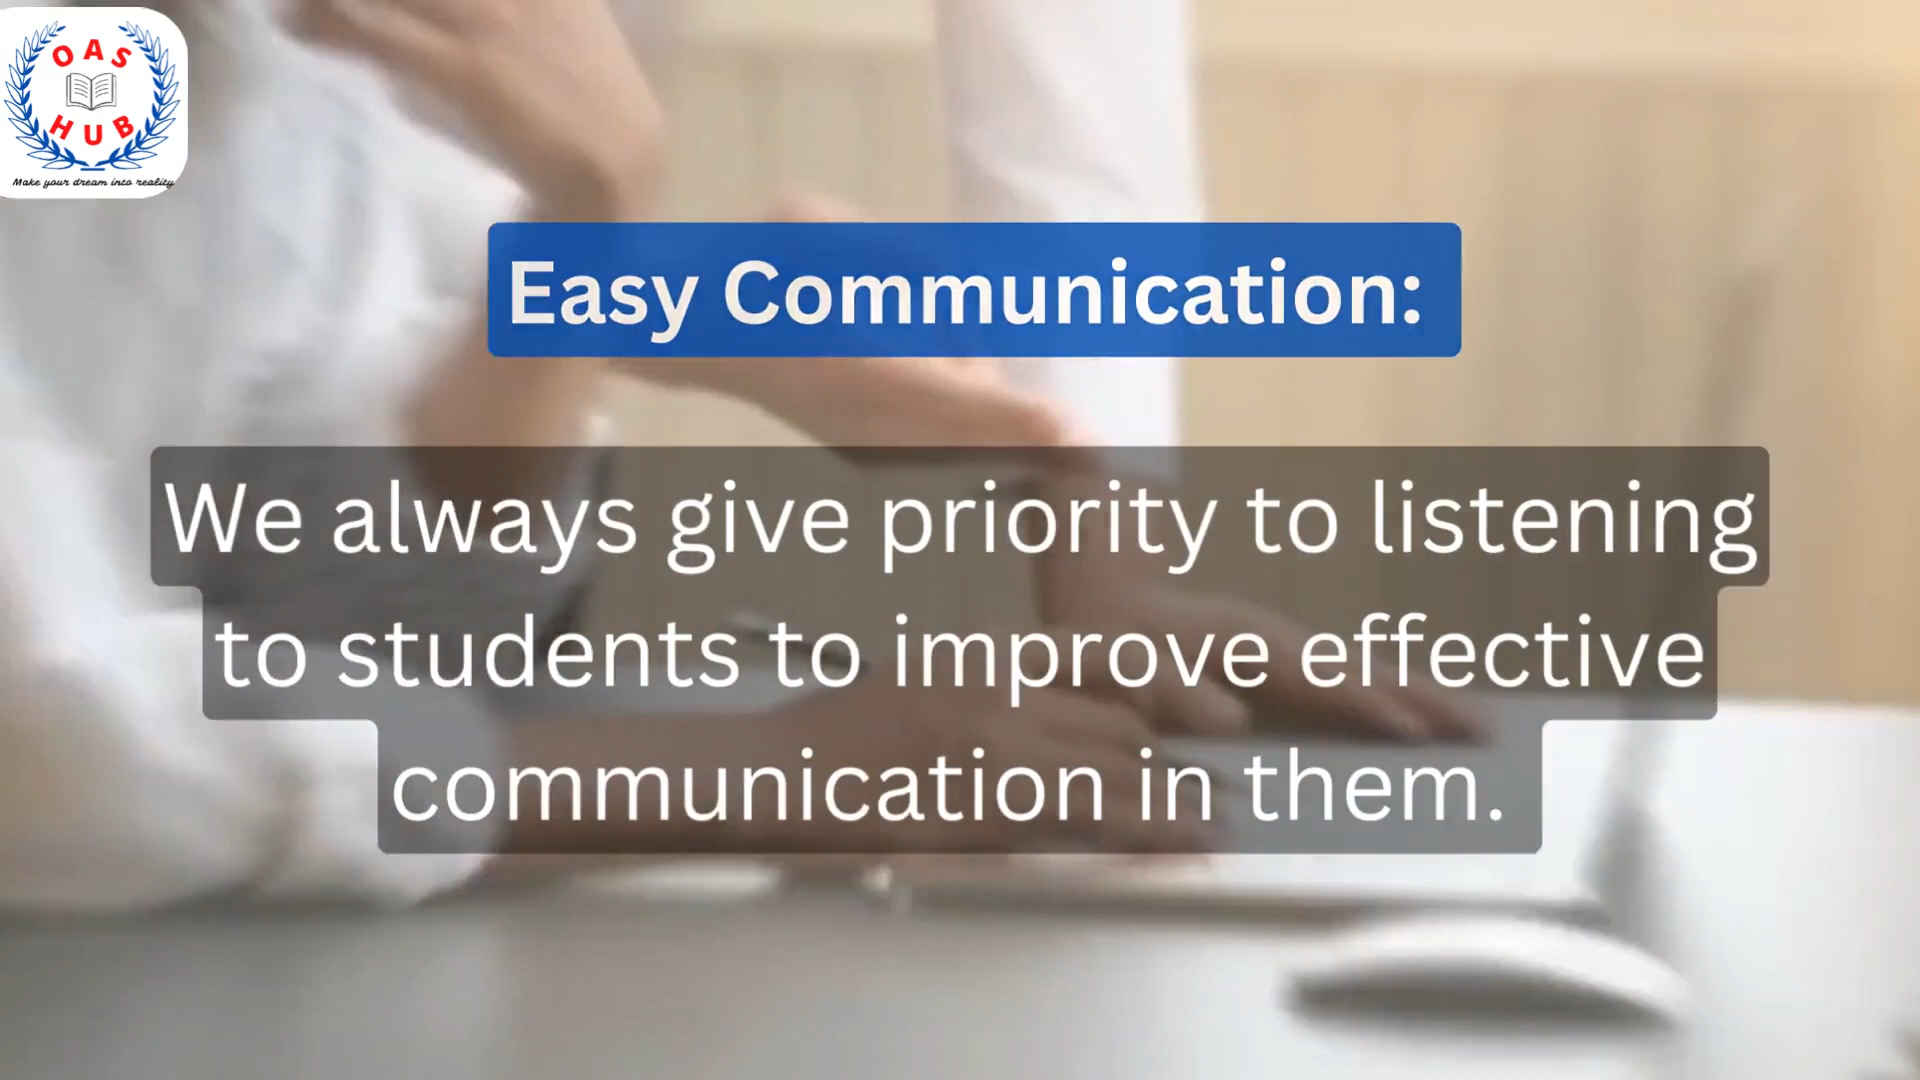 OAS
HUB
Make your dream into reality
Easy Communication:
We always give priority to listening
to students to improve effective
communication in them.